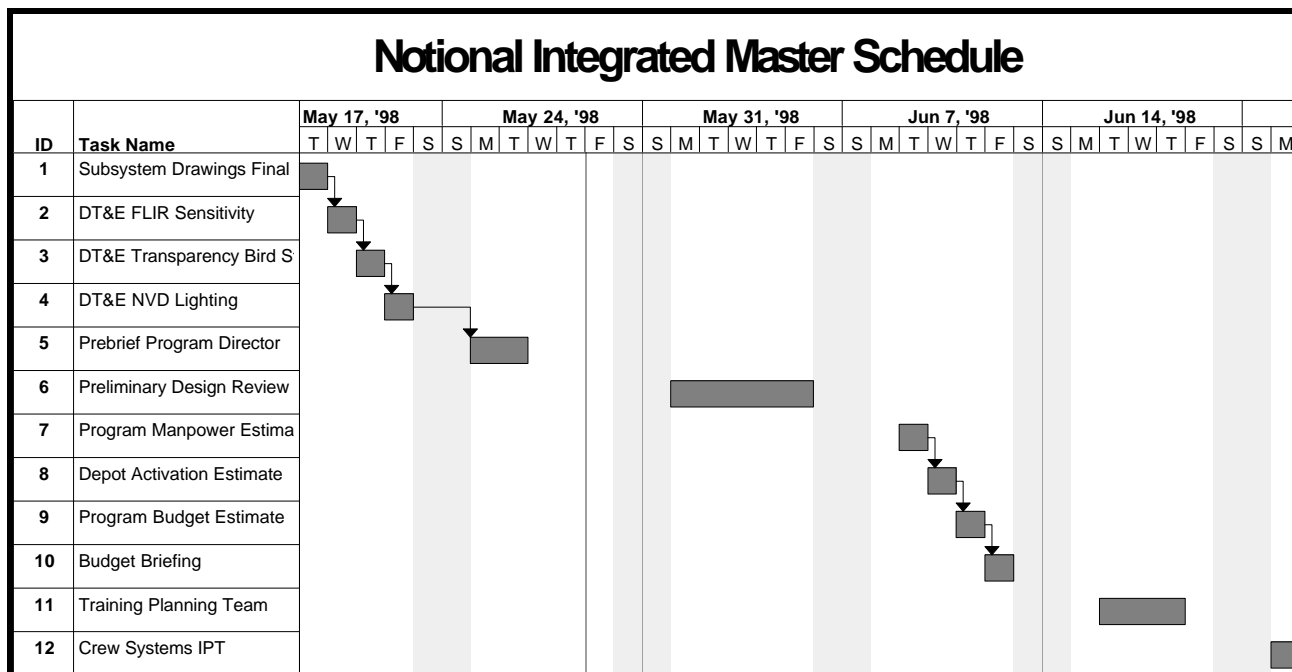 Notional Integrated Master Schedule
May 17, '98 May 24, '98 May 31, '98 Jun 7, '98 Jun 14, '98
ID Task Name T W T F S S M T W T F S S M T W T F S S M T W T F S S M T W T F S S M
1 Subsystem Drawings Final
2 DT&E FLIR Sensitivity
3 DT&E Transparency Bird S
4 DT&E NVD Lighting
5 Prebrief Program Director
6 Preliminary Design Review
7 Program Manpower Estima
8 Depot Activation Estimate
9 Program Budget Estimate
10 Budget Briefing
11 Training Planning Team
12 Crew Systems IPT